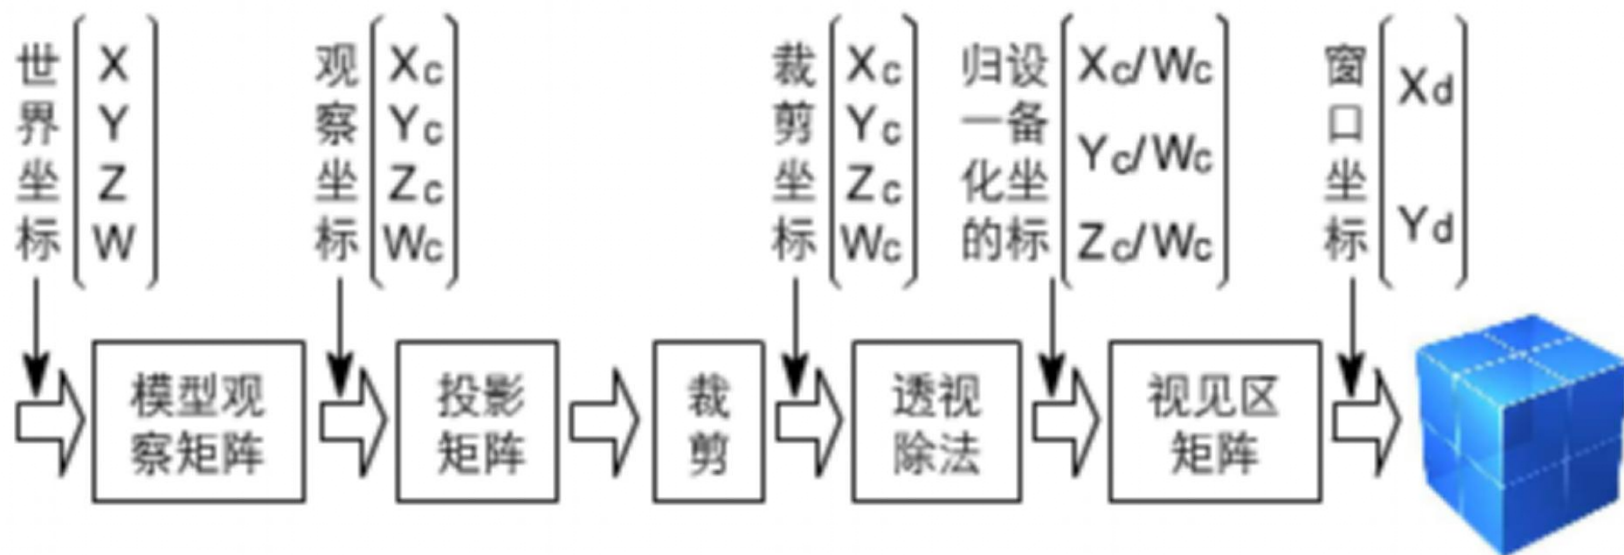 世界坐标
X
Y
Z
W
观察坐标
Xc
Yc
Zc
Wc
裁剪坐标
Xc
Yc
Zc
Wc
归一化的
设备坐标
Xc/Wc
Yc/Wc
Zc/Wc
窗口坐标
Xd
Yd
模型观
察矩阵
投影
矩阵
裁
剪
透视
除法
视见区
矩阵